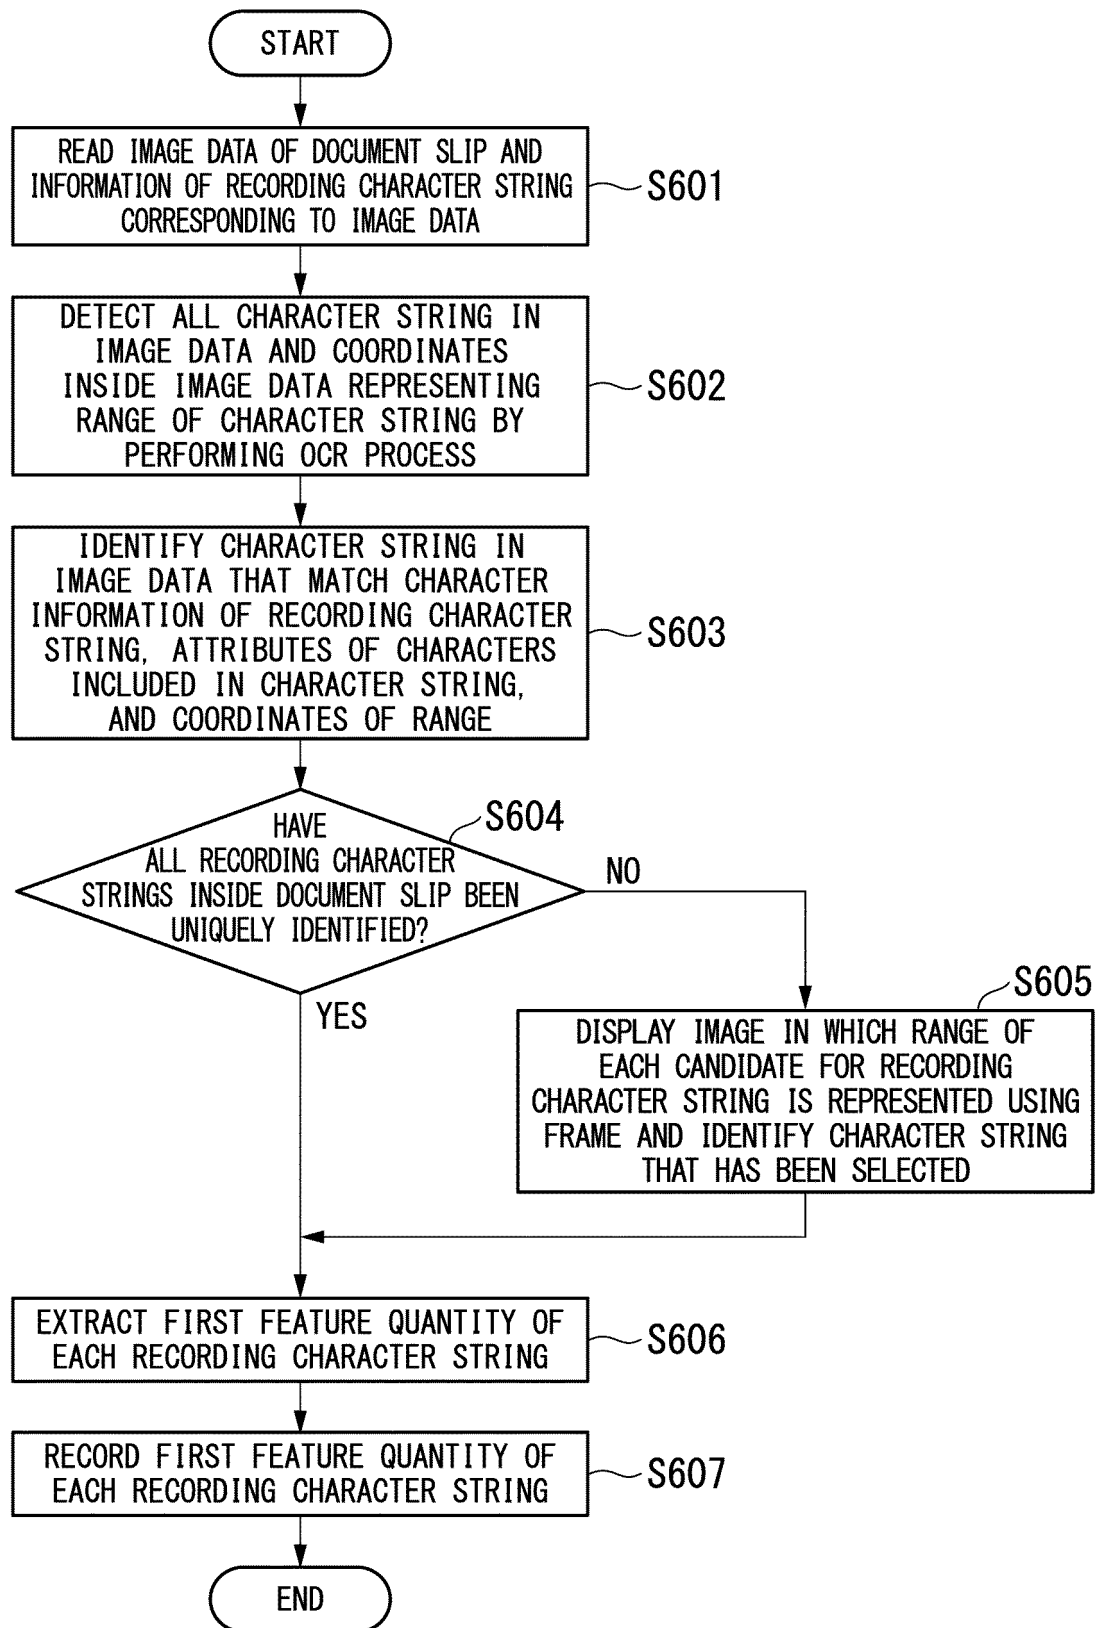 START
READ IMAGE DATA OF DOCUMENT SLIP AND
INFORMATION OF RECORDING CHARACTER STRING
CORRESPONDING TO IMAGE DATA
S601
DETECT ALL CHARACTER STRING IN
IMAGE DATA AND COORDINATES
INSIDE IMAGE DATA REPRESENTING
RANGE OF CHARACTER STRING BY
PERFORMING OCR PROCESS
S602
IDENTIFY CHARACTER STRING IN
IMAGE DATA THAT MATCH CHARACTER
INFORMATION OF RECORDING CHARACTER
STRING, ATTRIBUTES OF CHARACTERS
INCLUDED IN CHARACTER STRING,
AND COORDINATES OF RANGE
S603
HAVE
ALL RECORDING CHARACTER
STRINGS INSIDE DOCUMENT SLIP BEEN
UNIQUELY IDENTIFIED?
S604
NO
YES
S605
DISPLAY IMAGE IN WHICH RANGE OF
EACH CANDIDATE FOR RECORDING
CHARACTER STRING IS REPRESENTED USING
FRAME AND IDENTIFY CHARACTER STRING
THAT HAS BEEN SELECTED
EXTRACT FIRST FEATURE QUANTITY OF
EACH RECORDING CHARACTER STRING
S606
RECORD FIRST FEATURE QUANTITY OF
EACH RECORDING CHARACTER STRING
S607
END